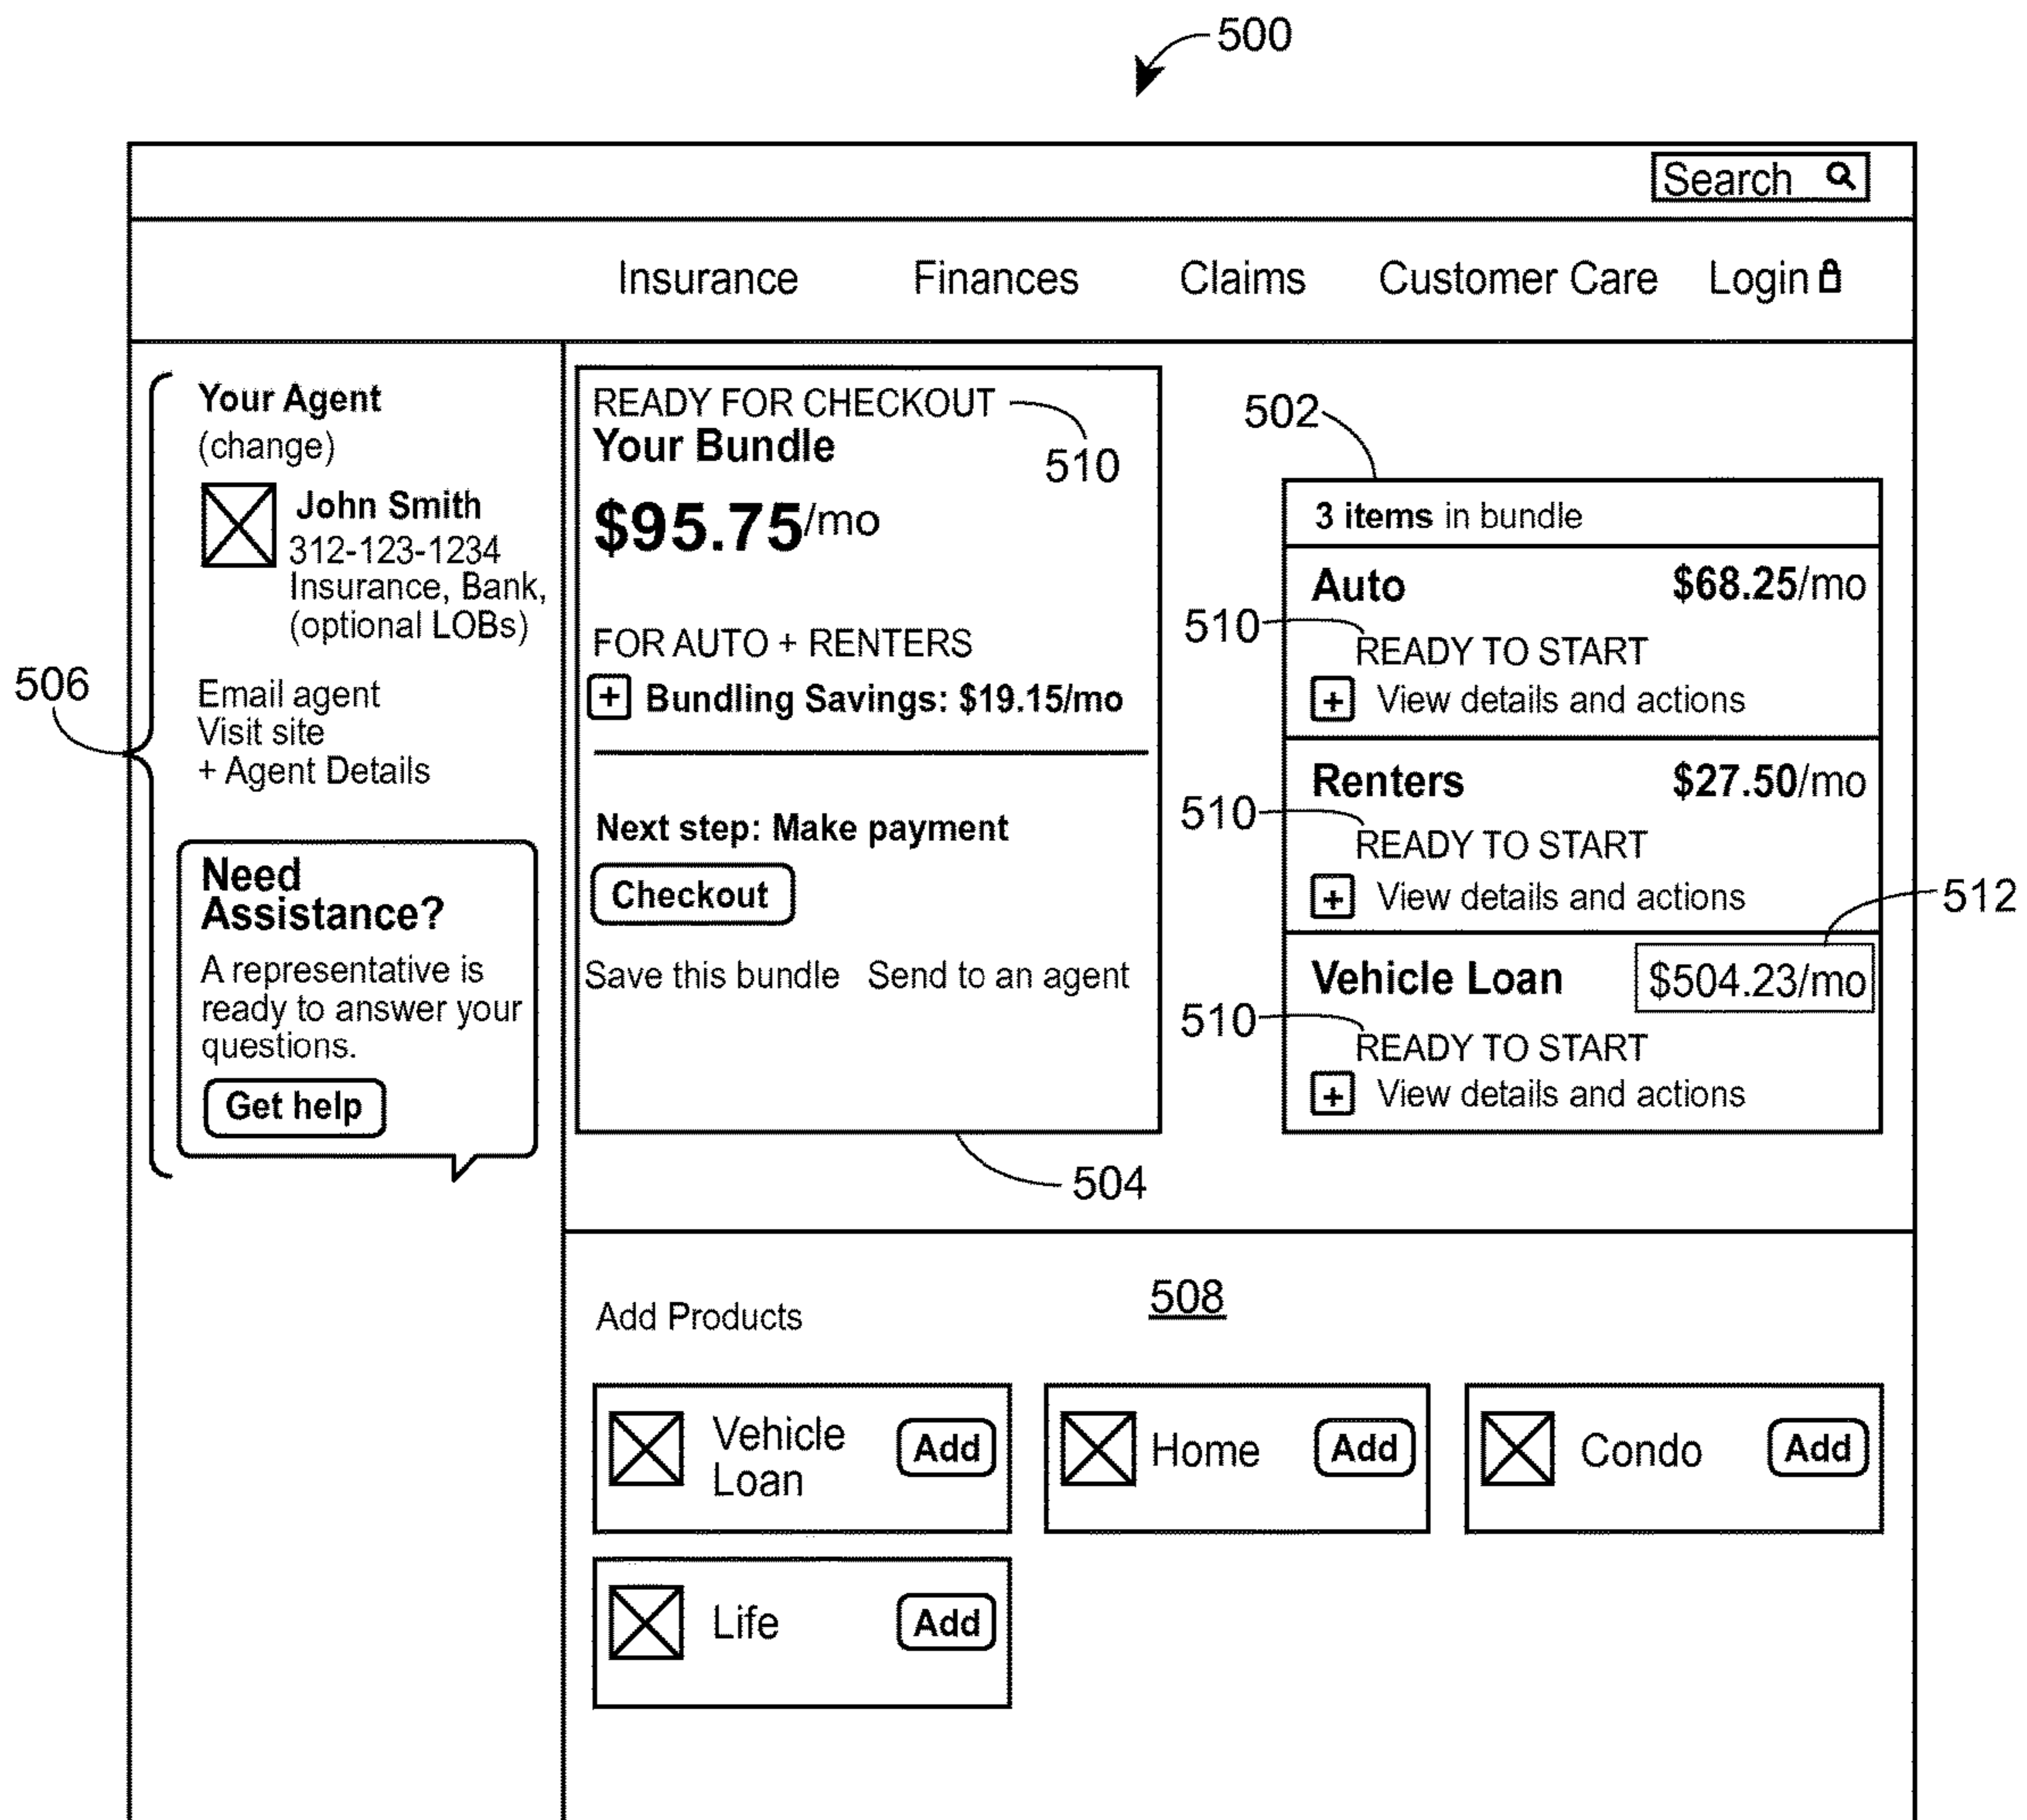 500
Search
Insurance Finances Claims Customer Care Login
Your Agent
(change)
John Smith
312-123-1234
Insurance, Bank,
(optional LOBs)
506
Email agent
Visit site
+ Agent Details
Need
Assistance?
A representative is
ready to answer your
questions.
Get help
READY FOR CHECKOUT
510
Your Bundle
$95.75/mo
FOR AUTO + RENTERS
+ Bundling Savings: $19.15/mo
Next step: Make payment
Checkout
Save this bundle Send to an agent
504
502
3 items in bundle
Auto $68.25/mo
510
READY TO START
+ View details and actions
Renters $27.50/mo
510
READY TO START
+ View details and actions
512
Vehicle Loan $504.23/mo
510
READY TO START
+ View details and actions
508
Add Products
Vehicle
Loan
Add
Home Add
Condo Add
Life Add